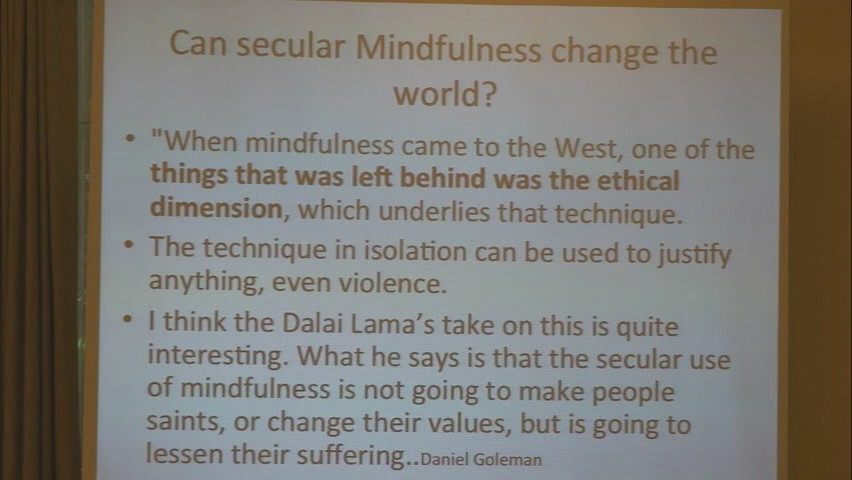 Can secular Mindfulness change the
world?
• "When mindfulness came to the West, one of the
things that was left behind was the ethical
dimension, which underlies that technique.
• The technique in isolation can be used to justify
anything, even violence.
• I think the Dalai Lama’s take on this is quite
interesting. What he says is that the secular use
of mindfulness is not going to make people
saints, or change their values, but is going to
lessen their suffering..Daniel Goleman